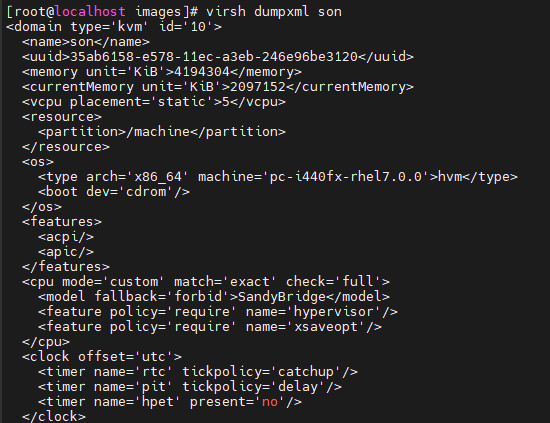 [root@localhost images]# virsh dumpxml son
<domain type='kvm' id='10'>
  <name>son</name>
  <uuid>35ab6158-e578-11ec-a3eb-246e96be3120</uuid>
  <memory unit='KiB'>4194304</memory>
  <currentMemory unit='KiB'>2097152</currentMemory>
  <vcpu placement='static'>5</vcpu>
  <resource>
    <partition>/machine</partition>
  </resource>
  <os>
    <type arch='x86_64' machine='pc-i440fx-rhel7.0.0'>hvm</type>
    <boot dev='cdrom'/>
  </os>
  <features>
    <acpi/>
    <apic/>
  </features>
  <cpu mode='custom' match='exact' check='full'>
    <model fallback='forbid'>SandyBridge</model>
    <feature policy='require' name='hypervisor'/>
    <feature policy='require' name='xsaveopt'/>
  </cpu>
  <clock offset='utc'>
    <timer name='rtc' tickpolicy='catchup'/>
    <timer name='pit' tickpolicy='delay'/>
    <timer name='hpet' present='no'/>
  </clock>